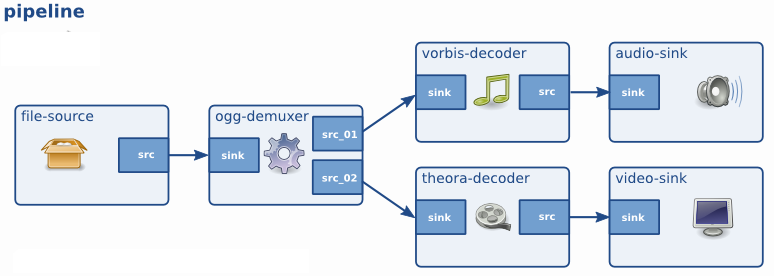 pipeline
file-source
src
ogg-demuxer
sink
src_01
src_02
vorbis-decoder
sink
src
audio-sink
sink
theora-decoder
sink
src
video-sink
sink